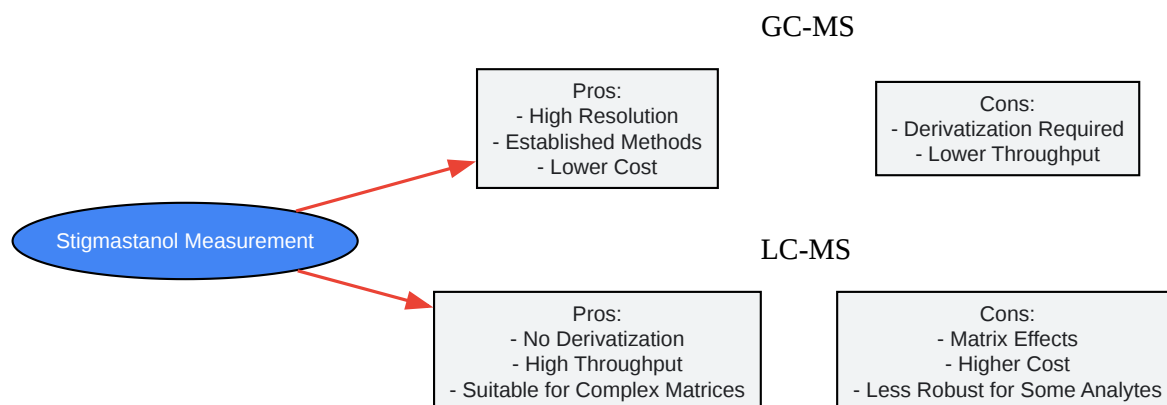 GC-MS
Pros:
- High Resolution
- Established Methods
- Lower Cost
Cons:
- Derivatization Required
- Lower Throughput
Stigmastanol Measurement
LC-MS
Pros:
- No Derivatization
- High Throughput
- Suitable for Complex Matrices
Cons:
- Matrix Effects
- Higher Cost
- Less Robust for Some Analytes